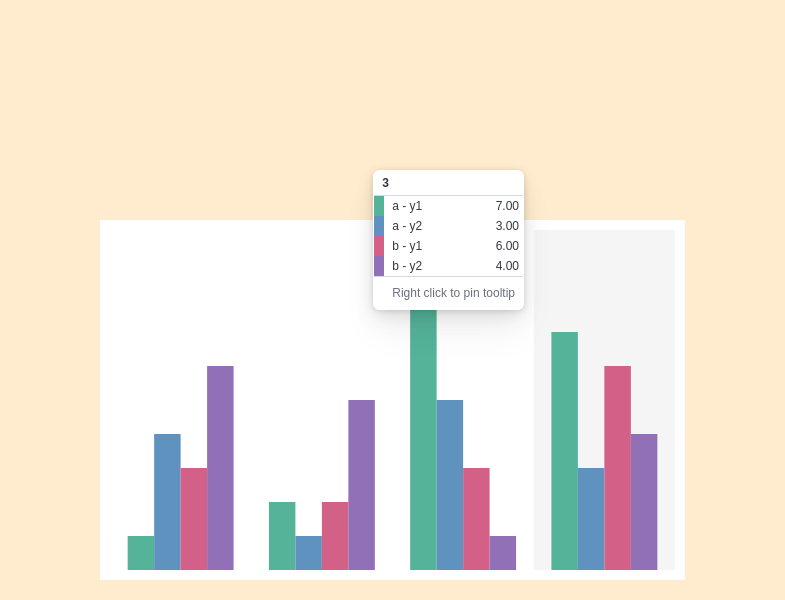 3
a - y1 7.00
a - y2 3.00
b - y1 6.00
b - y2 4.00
Right click to pin tooltip